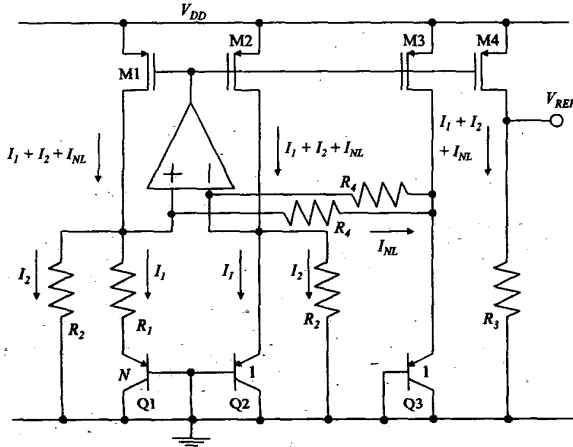 V_DD
M1
M2
M3
M4
V_REF
I_1 + I_2 + I_NL
I_1 + I_2 + I_NL
I_1 + I_2
+ I_NL
+
−
R_4
R_4
I_NL
I_2
I_1
I_1
I_2
R_2
R_1
R_2
R_3
N
1
1
Q1
Q2
Q3